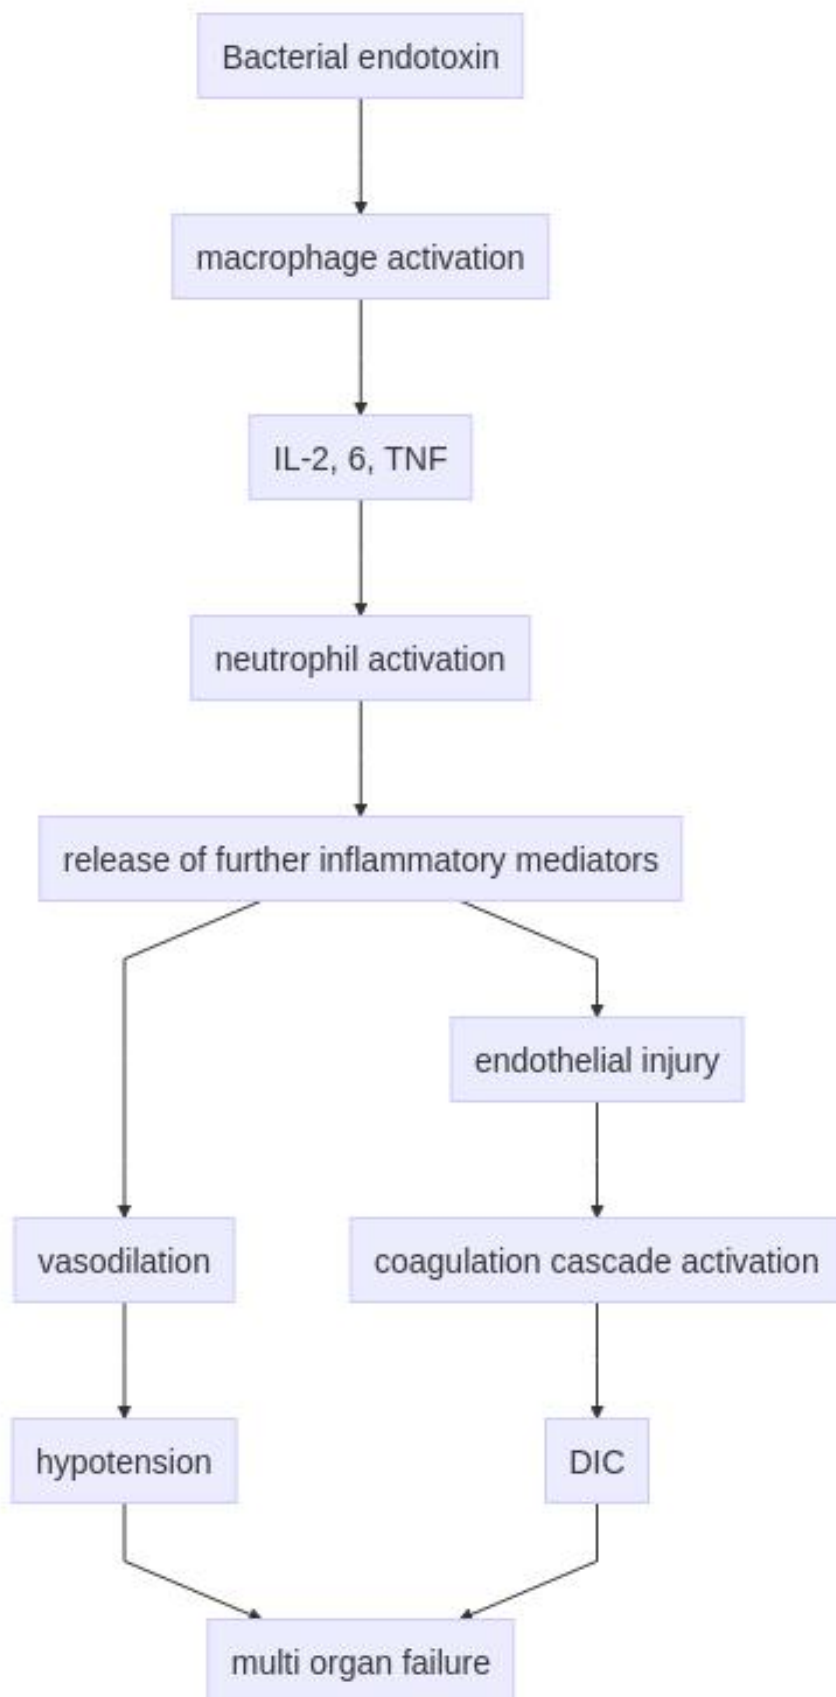 Bacterial endotoxin
macrophage activation
IL-2, 6, TNF
neutrophil activation
release of further inflammatory mediators
endothelial injury
vasodilation
coagulation cascade activation
hypotension
DIC
multi organ failure